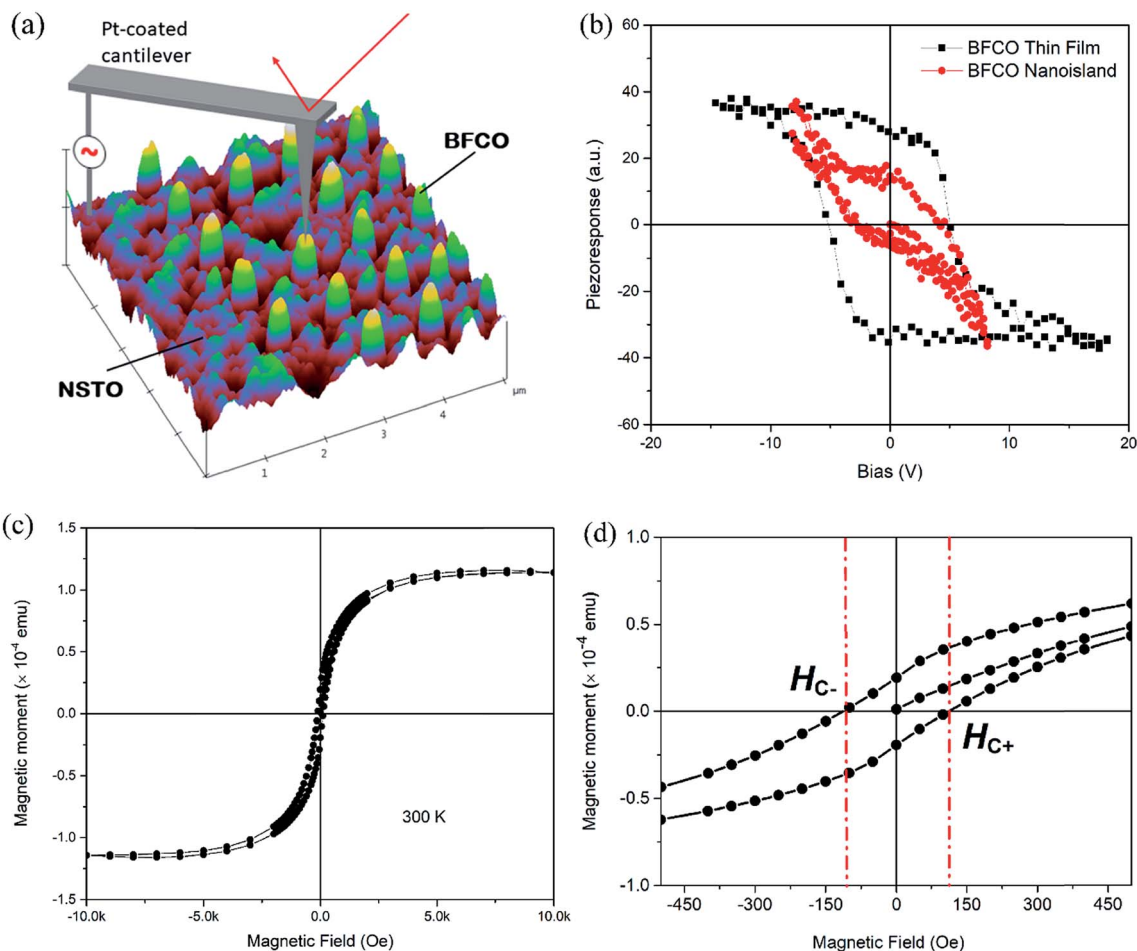 (a)
Pt-coated
cantilever
~
BFCO
NSTO
1
2
3
4
µm
(b)
BFCO Thin Film
BFCO Nanoisland
60
40
20
0
-20
-40
-60
Piezoresponse (a.u.)
-20
-10
0
10
20
Bias (V)
(c)
1.5
1.0
0.5
0.0
-0.5
-1.0
-1.5
Magnetic moment (× 10⁻⁴ emu)
300 K
-10.0k
-5.0k
0.0
5.0k
10.0k
Magnetic Field (Oe)
(d)
1.0
0.5
0.0
-0.5
-1.0
Magnetic moment (× 10⁻⁴ emu)
HC-
HC+
-450
-300
-150
0
150
300
450
Magnetic Field (Oe)